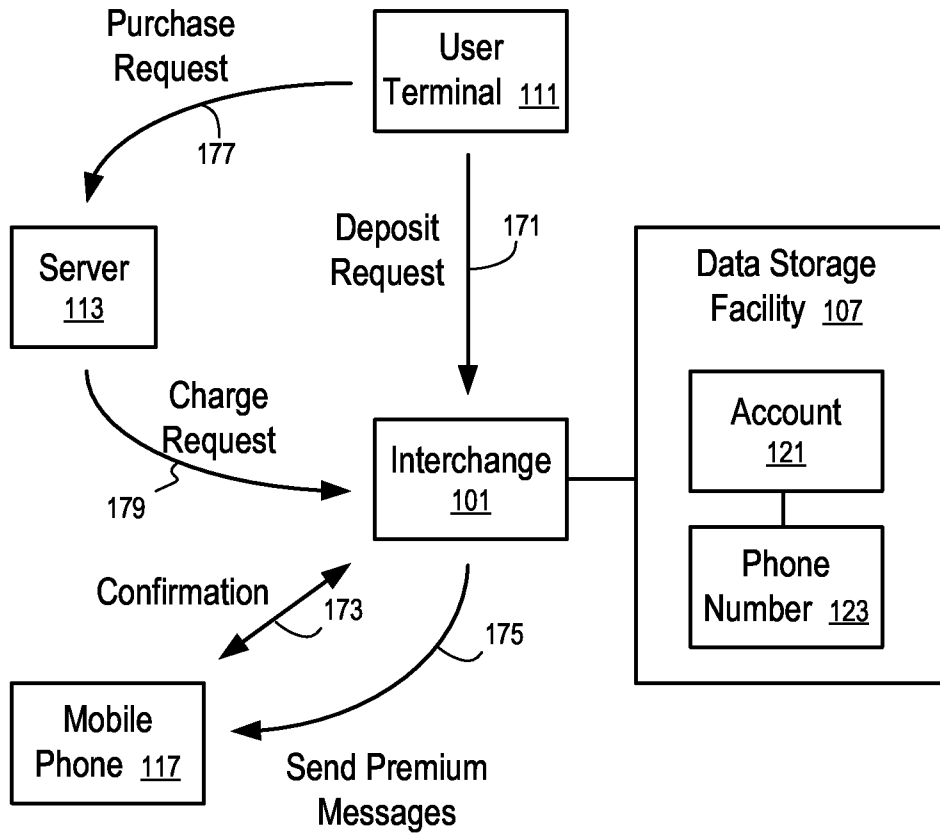 Purchase
Request
177
User
Terminal 111
Deposit
Request
171
Server
113
Data Storage
Facility 107
Account
121
Phone
Number 123
Charge
Request
179
Interchange
101
Confirmation
173
175
Mobile
Phone 117
Send Premium
Messages